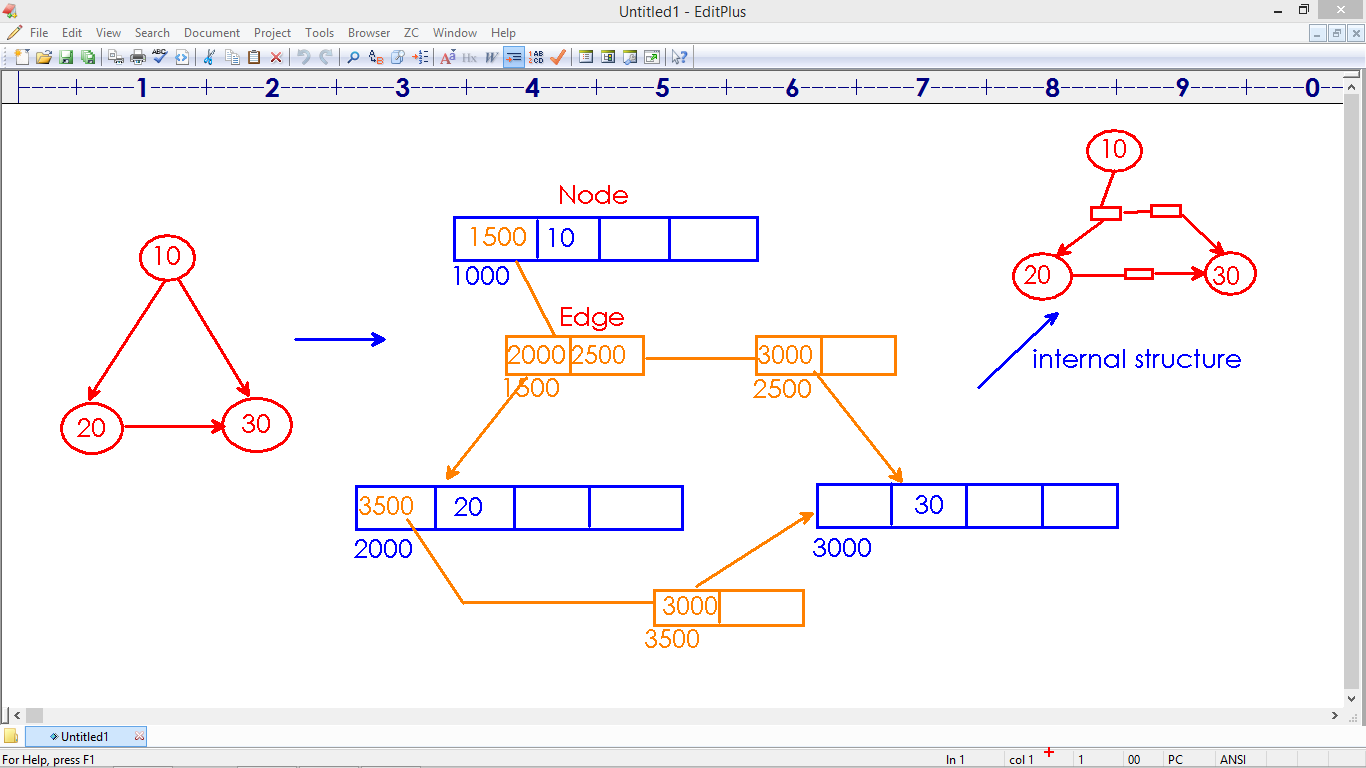 Untitled1 - EditPlus
File Edit View Search Document Project Tools Browser ZC Window Help
1 2 3 4 5 6 7 8 9 0
10
Node
1500 10
10
1000
20 30
Edge
2000 2500 3000
internal structure
1500 2500
20 30
3500 20 30
2000 3000
3000
3500
Untitled1
For Help, press F1 ln 1 col 1 1 00 PC ANSI